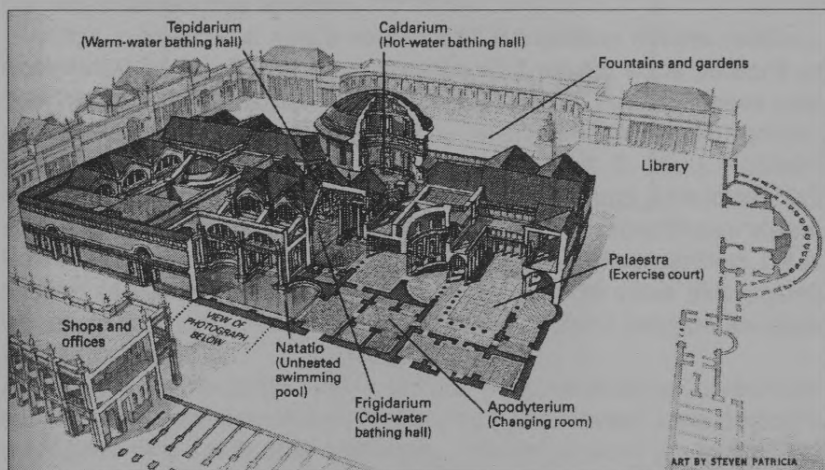 Tepidarium
(Warm-water bathing hall)
Caldarium
(Hot-water bathing hall)
Fountains and gardens
Library
Palaestra
(Exercise court)
Shops and
offices
VIEW OF
PHOTOGRAPH
BELOW
Natatio
(Unheated
swimming
pool)
Frigidarium
(Cold-water
bathing hall)
Apodyterium
(Changing room)
ART BY STEVEN PATRICIA